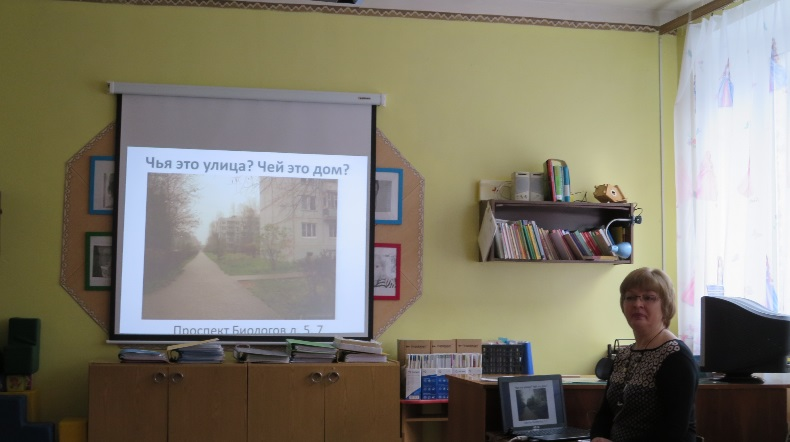 Чья это улица? Чей это дом?
Проспект Биологов д. 5, 7